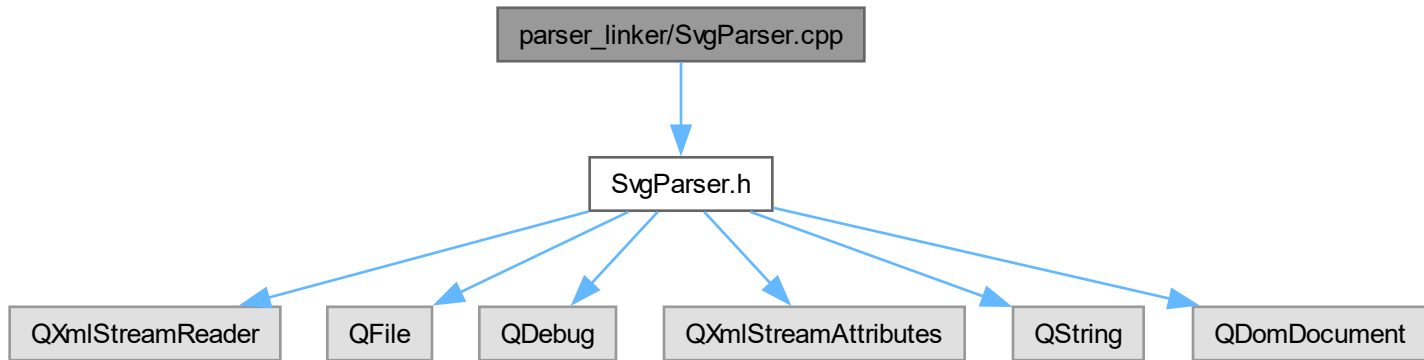 parser_linker/SvgParser.cpp
SvgParser.h
QXmlStreamReader
QFile
QDebug
QXmlStreamAttributes
QString
QDomDocument